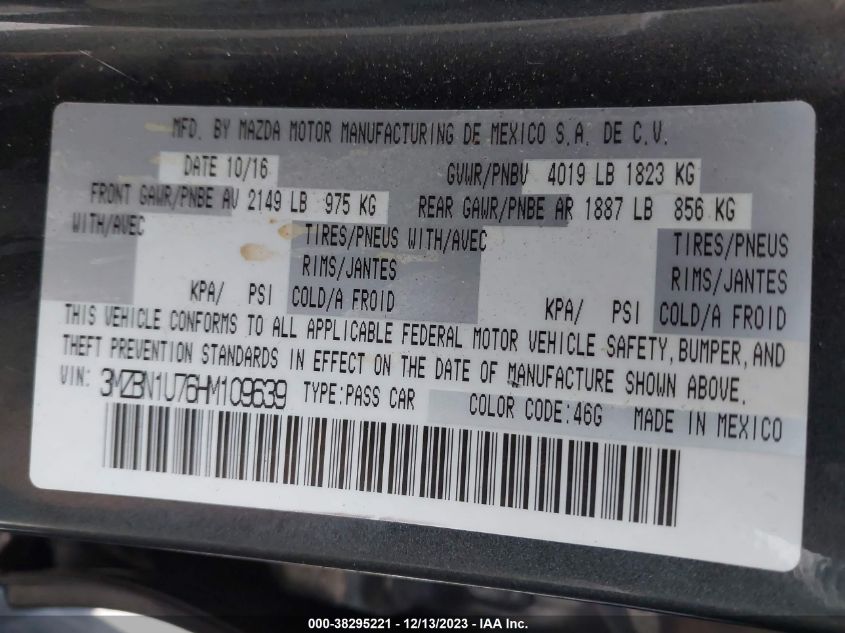 MFD. BY MAZDA MOTOR MANUFACTURING DE MEXICO S.A. DE C.V.
DATE 10/16 GVWR/PNBV 4019 LB 1823 KG
FRONT GAWR/PNBE AV 2149 LB 975 KG REAR GAWR/PNBE AR 1887 LB 856 KG
WITH/AVEC TIRES/PNEUS WITH/AVEC TIRES/PNEUS
RIMS/JANTES RIMS/JANTES
KPA/ PSI COLD/A FROID KPA/ PSI COLD/A FROID
THIS VEHICLE CONFORMS TO ALL APPLICABLE FEDERAL MOTOR VEHICLE SAFETY, BUMPER, AND
THEFT PREVENTION STANDARDS IN EFFECT ON THE DATE OF MANUFACTURE SHOWN ABOVE.
VIN: 3MZBN1U76HM109639 TYPE:PASS CAR COLOR CODE:46G MADE IN MEXICO
000-38295221 - 12/13/2023 - IAA Inc.